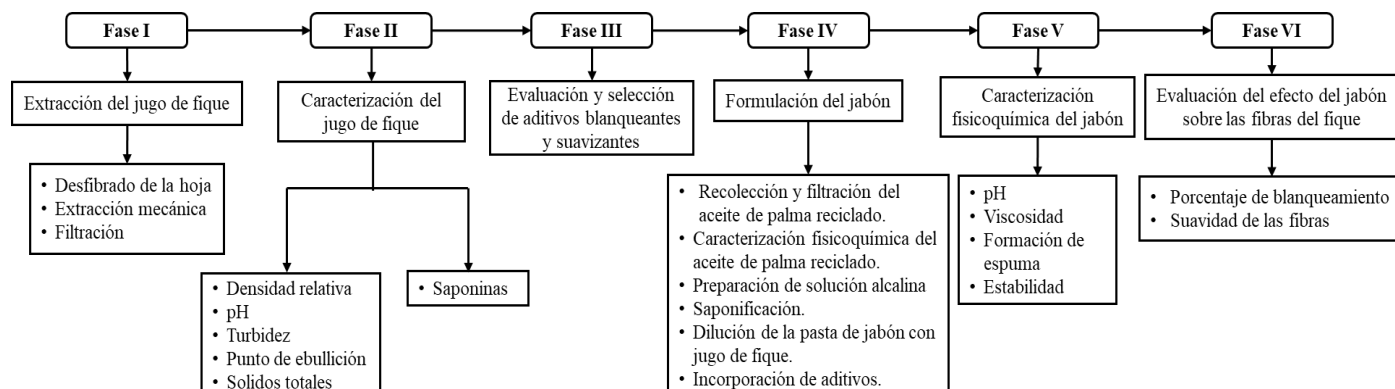 Fase I
Fase II
Fase III
Fase IV
Fase V
Fase VI
Extracción del jugo de fique
Caracterización del
jugo de fique
Evaluación y selección
de aditivos blanqueantes
y suavizantes
Formulación del jabón
Caracterización
fisicoquímica del jabón
Evaluación del efecto del jabón
sobre las fibras del fique
• Desfibrado de la hoja
• Extracción mecánica
• Filtración
• Densidad relativa
• pH
• Turbidez
• Punto de ebullición
• Solidos totales
• Saponinas
• Recolección y filtración del
aceite de palma reciclado.
• Caracterización fisicoquímica del
aceite de palma reciclado.
• Preparación de solución alcalina
• Saponificación.
• Dilución de la pasta de jabón con
jugo de fique.
• Incorporación de aditivos.
• pH
• Viscosidad
• Formación de
espuma
• Estabilidad
• Porcentaje de blanqueamiento
• Suavidad de las fibras